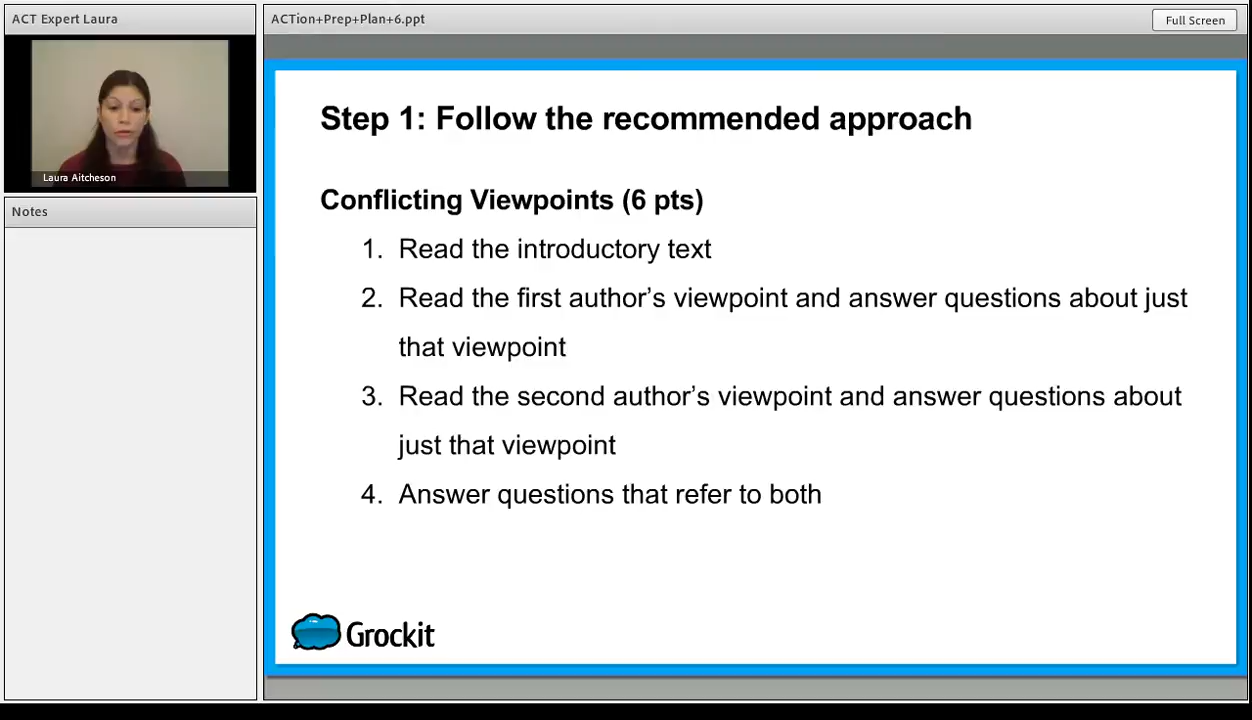 ACT Expert Laura
Laura Aitcheson
Notes
ACTion+Prep+Plan+6.ppt
Full Screen
Step 1: Follow the recommended approach
Conflicting Viewpoints (6 pts)
1. Read the introductory text
2. Read the first author’s viewpoint and answer questions about just
that viewpoint
3. Read the second author’s viewpoint and answer questions about
just that viewpoint
4. Answer questions that refer to both
Grockit